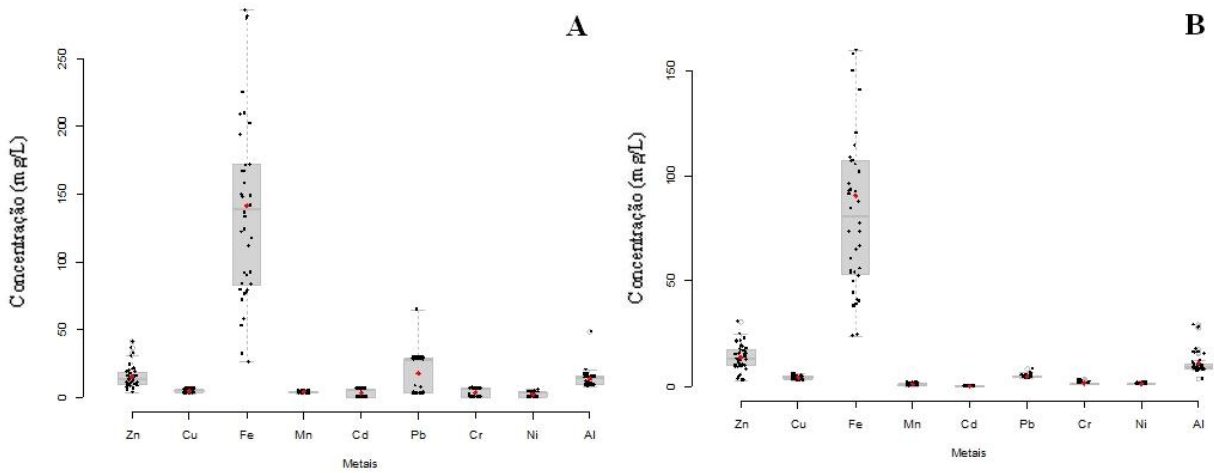 A
Concentração (mg/L)
250
200
150
100
50
0
Zn Cu Fe Mn Cd Pb Cr Ni Al
Metais
B
Concentração (mg/L)
150
100
50
0
Zn Cu Fe Mn Cd Pb Cr Ni Al
Metais